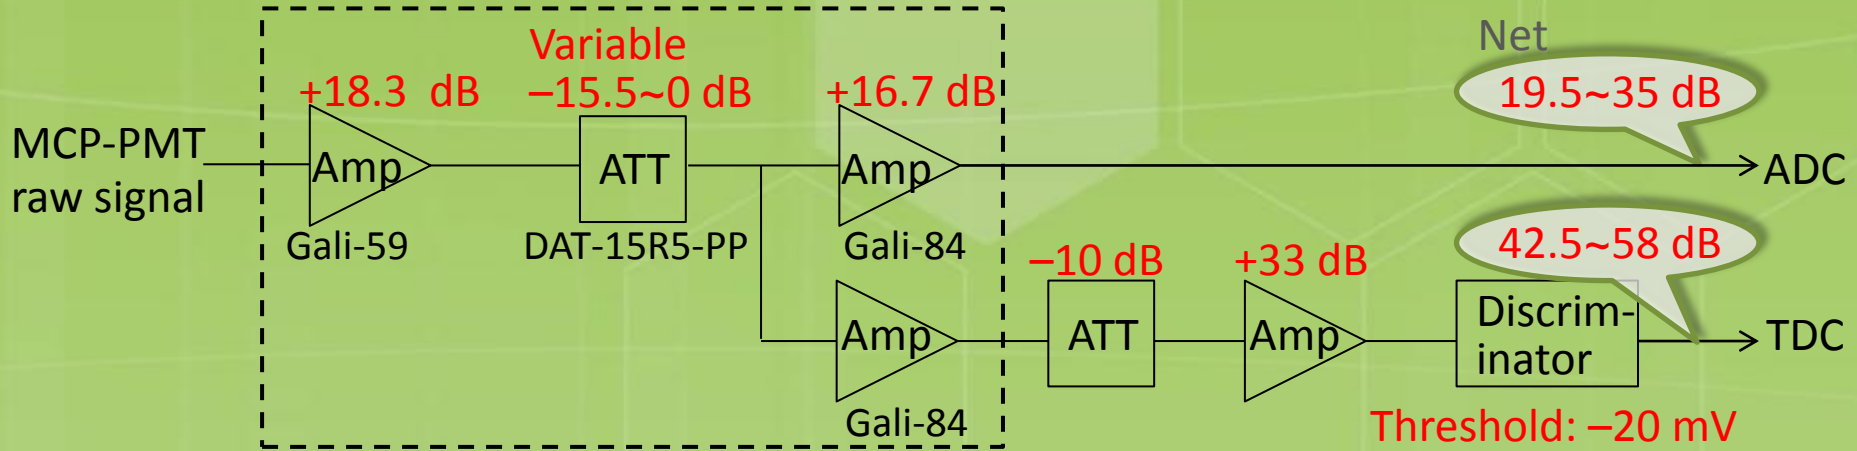 Variable
Net
+18.3 dB
−15.5~0 dB
+16.7 dB
19.5~35 dB
MCP-PMT
raw signal
Amp
ATT
Amp
ADC
Gali-59
DAT-15R5-PP
Gali-84
−10 dB
+33 dB
42.5~58 dB
Amp
ATT
Amp
Discrim-
inator
TDC
Gali-84
Threshold: −20 mV